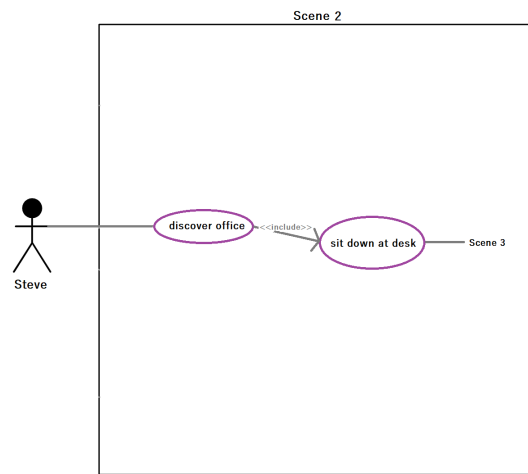 Scene 2
discover office
<<include>>
sit down at desk
Scene 3
Steve